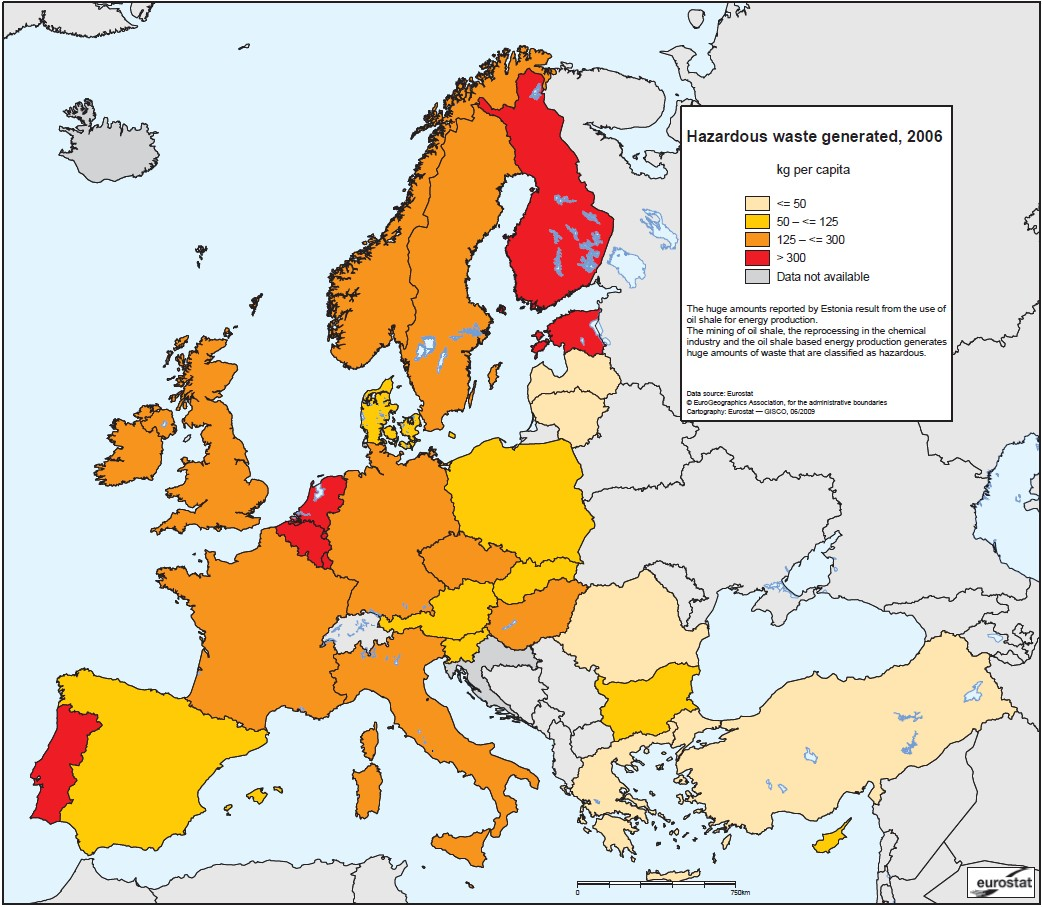 Hazardous waste generated, 2006
kg per capita
<= 50
50 – <= 125
125 – <= 300
> 300
Data not available
The huge amounts reported by Estonia result from the use of
oil shale for energy production.
The mining of oil shale, the reprocessing in the chemical
industry and the oil shale based energy production generates
huge amounts of waste that are classified as hazardous.
Data source: Eurostat
© EuroGeographics Association, for the administrative boundaries
Cartography: Eurostat — GISCO, 06/2009
0 750km
eurostat